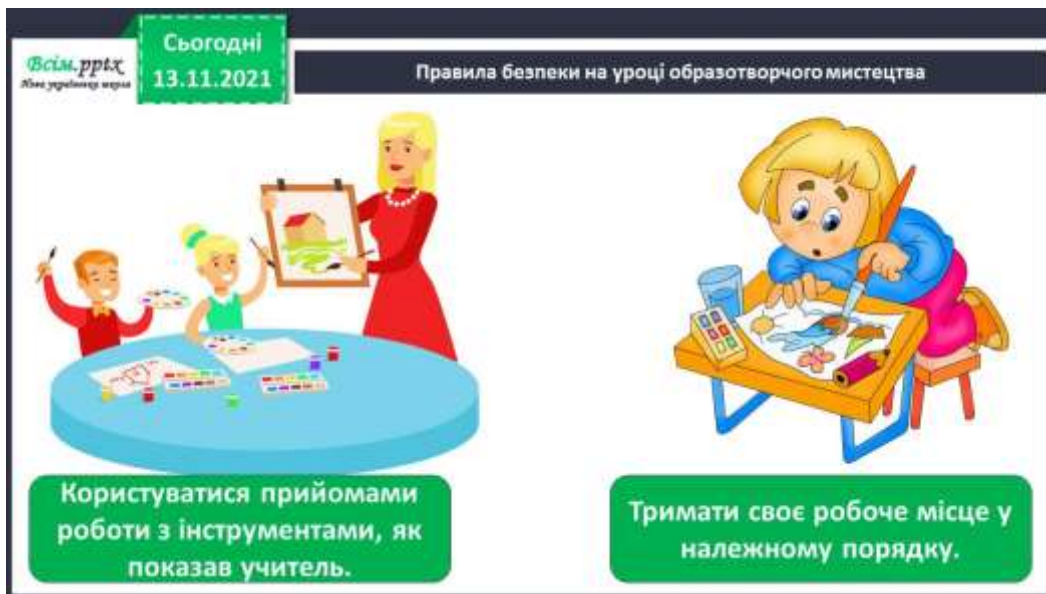 Всім.pptx
Нова українська школа
Сьогодні
13.11.2021
Правила безпеки на уроці образотворчого мистецтва
Користуватися прийомами
роботи з інструментами, як
показав учитель.
Тримати своє робоче місце у
належному порядку.